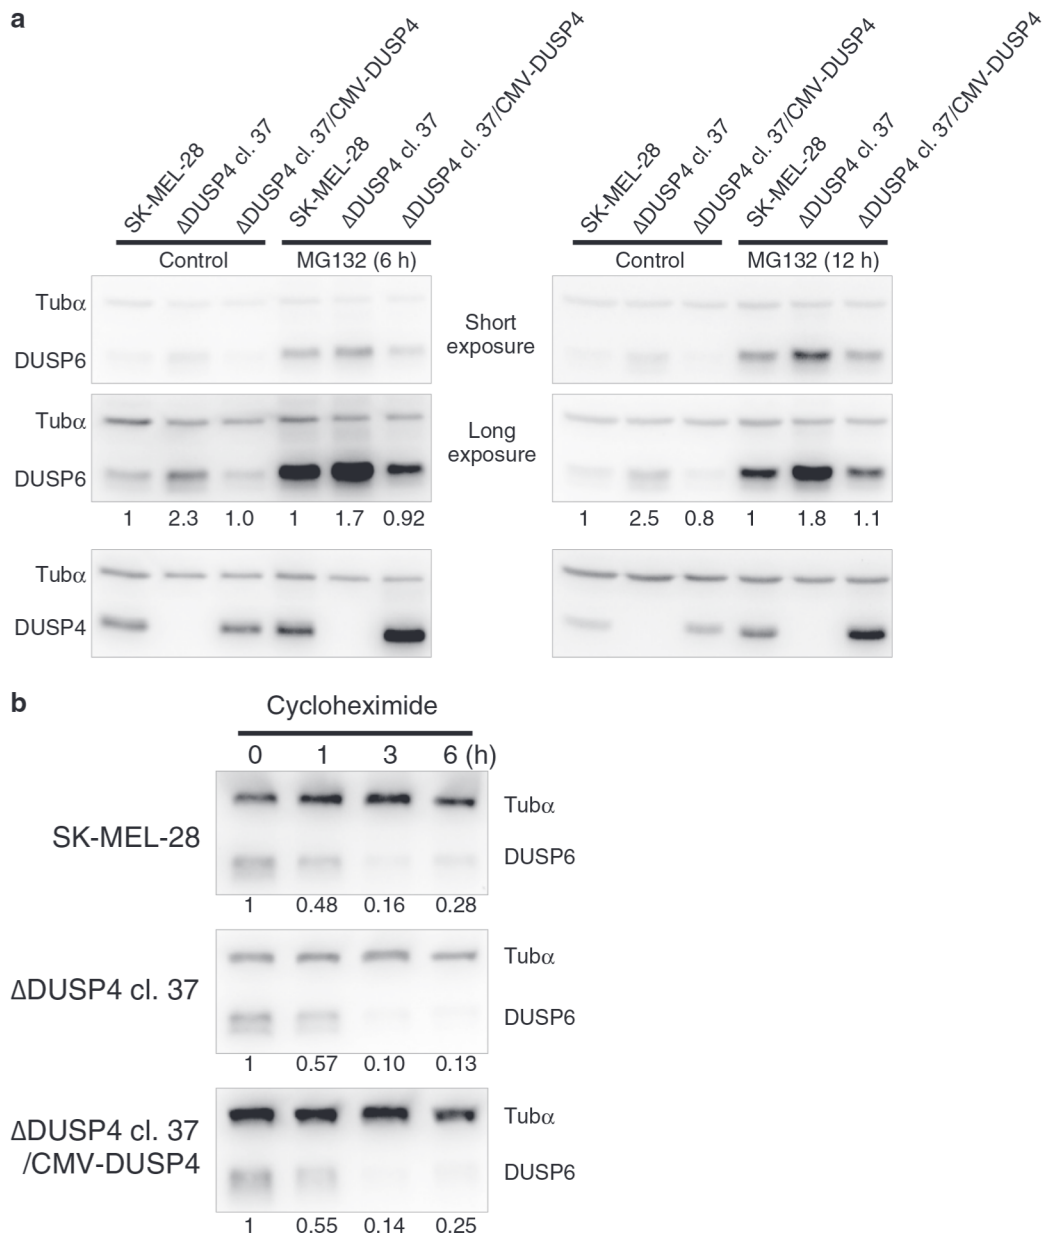 a
SK-MEL-28
ΔDUSP4 cl. 37
ΔDUSP4 cl. 37/CMV-DUSP4
SK-MEL-28
ΔDUSP4 cl. 37
ΔDUSP4 cl. 37/CMV-DUSP4
SK-MEL-28
ΔDUSP4 cl. 37
ΔDUSP4 cl. 37/CMV-DUSP4
SK-MEL-28
ΔDUSP4 cl. 37
ΔDUSP4 cl. 37/CMV-DUSP4
Control MG132 (6 h) Control MG132 (12 h)
Tubα
DUSP6
Short
exposure
Tubα
DUSP6
Long
exposure
1 2.3 1.0 1 1.7 0.92 1 2.5 0.8 1 1.8 1.1
Tubα
DUSP4
b
Cycloheximide
0 1 3 6 (h)
SK-MEL-28
Tubα
DUSP6
1 0.48 0.16 0.28
ΔDUSP4 cl. 37
Tubα
DUSP6
1 0.57 0.10 0.13
ΔDUSP4 cl. 37
/CMV-DUSP4
Tubα
DUSP6
1 0.55 0.14 0.25